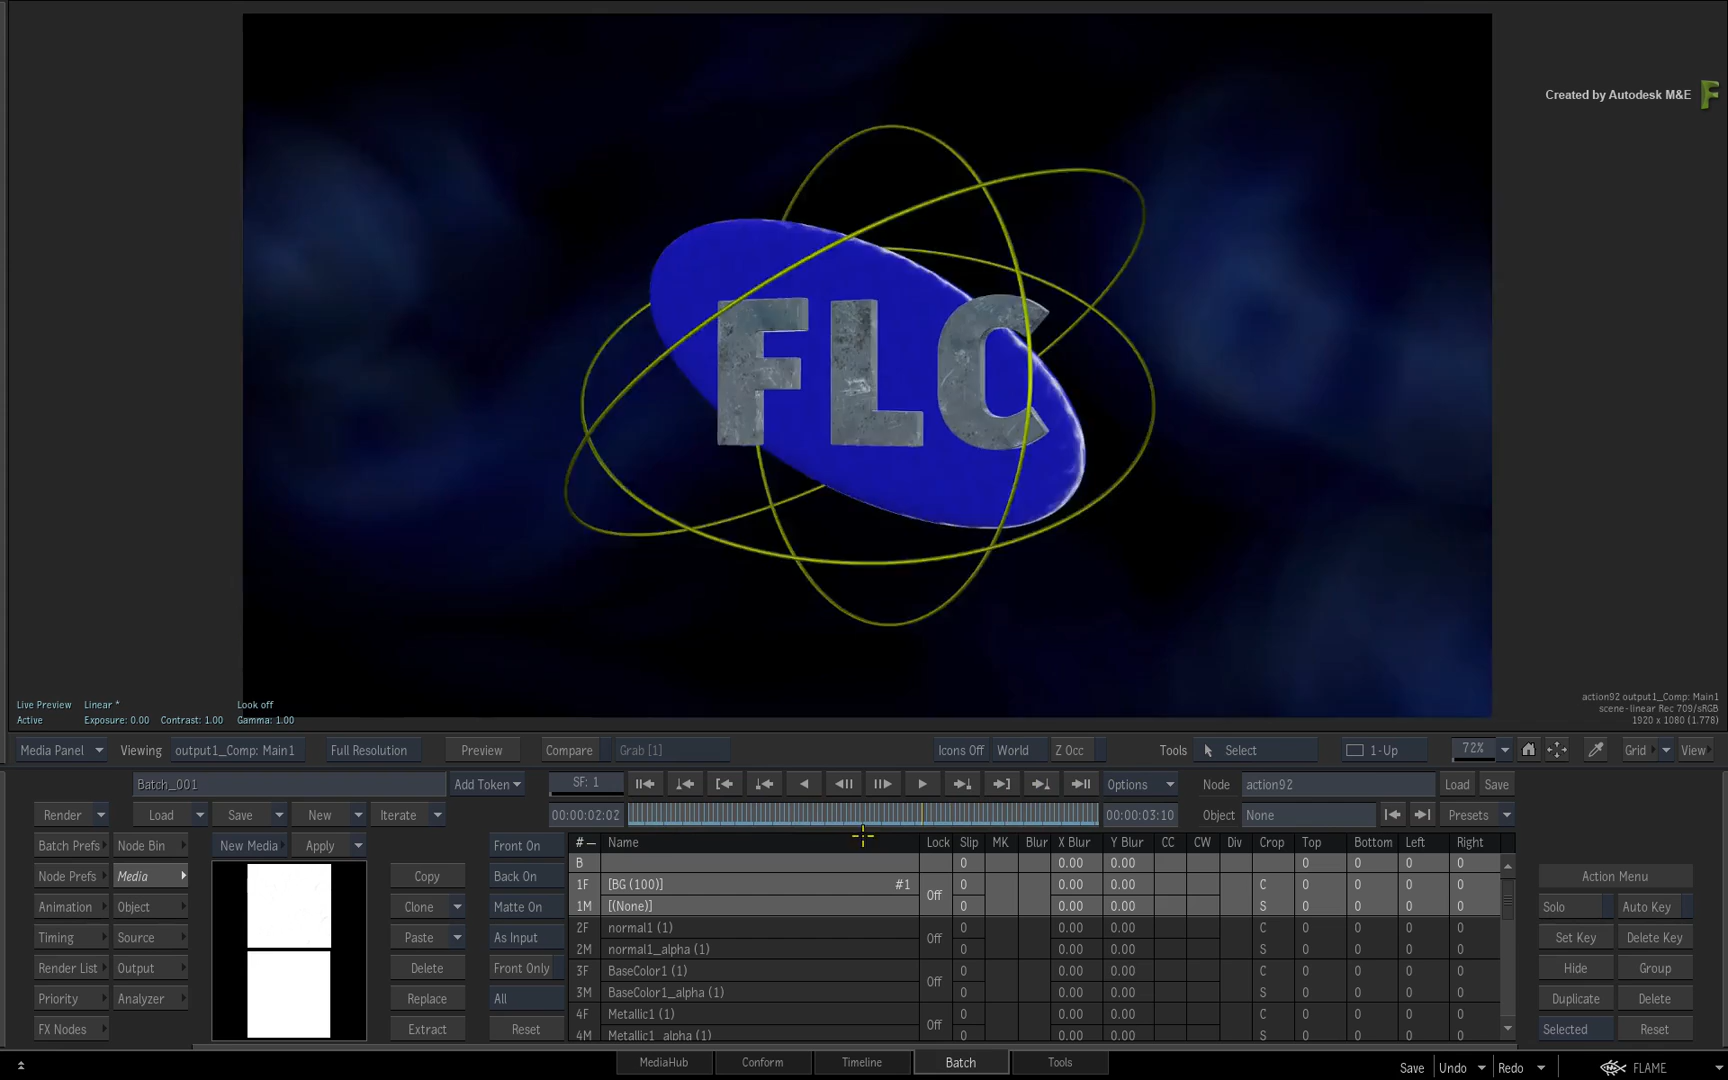 Created by Autodesk M&E
FLC
Live Preview Linear * Look off
Active Exposure: 0.00 Contrast: 1.00 Gamma: 1.00
action92 output1_Comp: Main1
scene-linear Rec 709/sRGB
1920 x 1080 (1.778)
Media Panel Viewing output1_Comp: Main1 Full Resolution Preview Compare Grab [1] Icons Off World Z Occ Tools Select 1-Up 72% Grid View
Batch_001 Add Token SF: 1 Options Node action92 Load Save
Render Load Save New Iterate 00:00:02:02 00:00:03:10 Object None Presets
Batch Prefs Node Bin New Media Apply Front On # Name Lock Slip MK Blur X Blur Y Blur CC CW Div Crop Top Bottom Left Right
B 0
Node Prefs Media Copy Back On 1F [BG (100)] #1 Off 0 0.00 0.00 C 0 0 0 0 Action Menu
Animation Object Clone Matte On 1M [(None)] 0 0.00 0.00 S 0 0 0 0 Solo Auto Key
2F normal1 (1) Off 0 0.00 0.00 C 0 0 0 0
Timing Source Paste As Input 2M normal1_alpha (1) 0 0.00 0.00 S 0 0 0 0 Set Key Delete Key
Render List Output Delete Front Only 3F BaseColor1 (1) Off 0 0.00 0.00 C 0 0 0 0 Hide Group
Priority Analyzer Replace All 3M BaseColor1_alpha (1) 0 0.00 0.00 S 0 0 0 0 Duplicate Delete
4F Metallic1 (1) Off 0 0.00 0.00 C 0 0 0 0
FX Nodes Extract Reset 4M Metallic1_alpha (1) 0 0.00 0.00 S 0 0 0 0 Selected Reset
MediaHub Conform Timeline Batch Tools Save Undo Redo FLAME